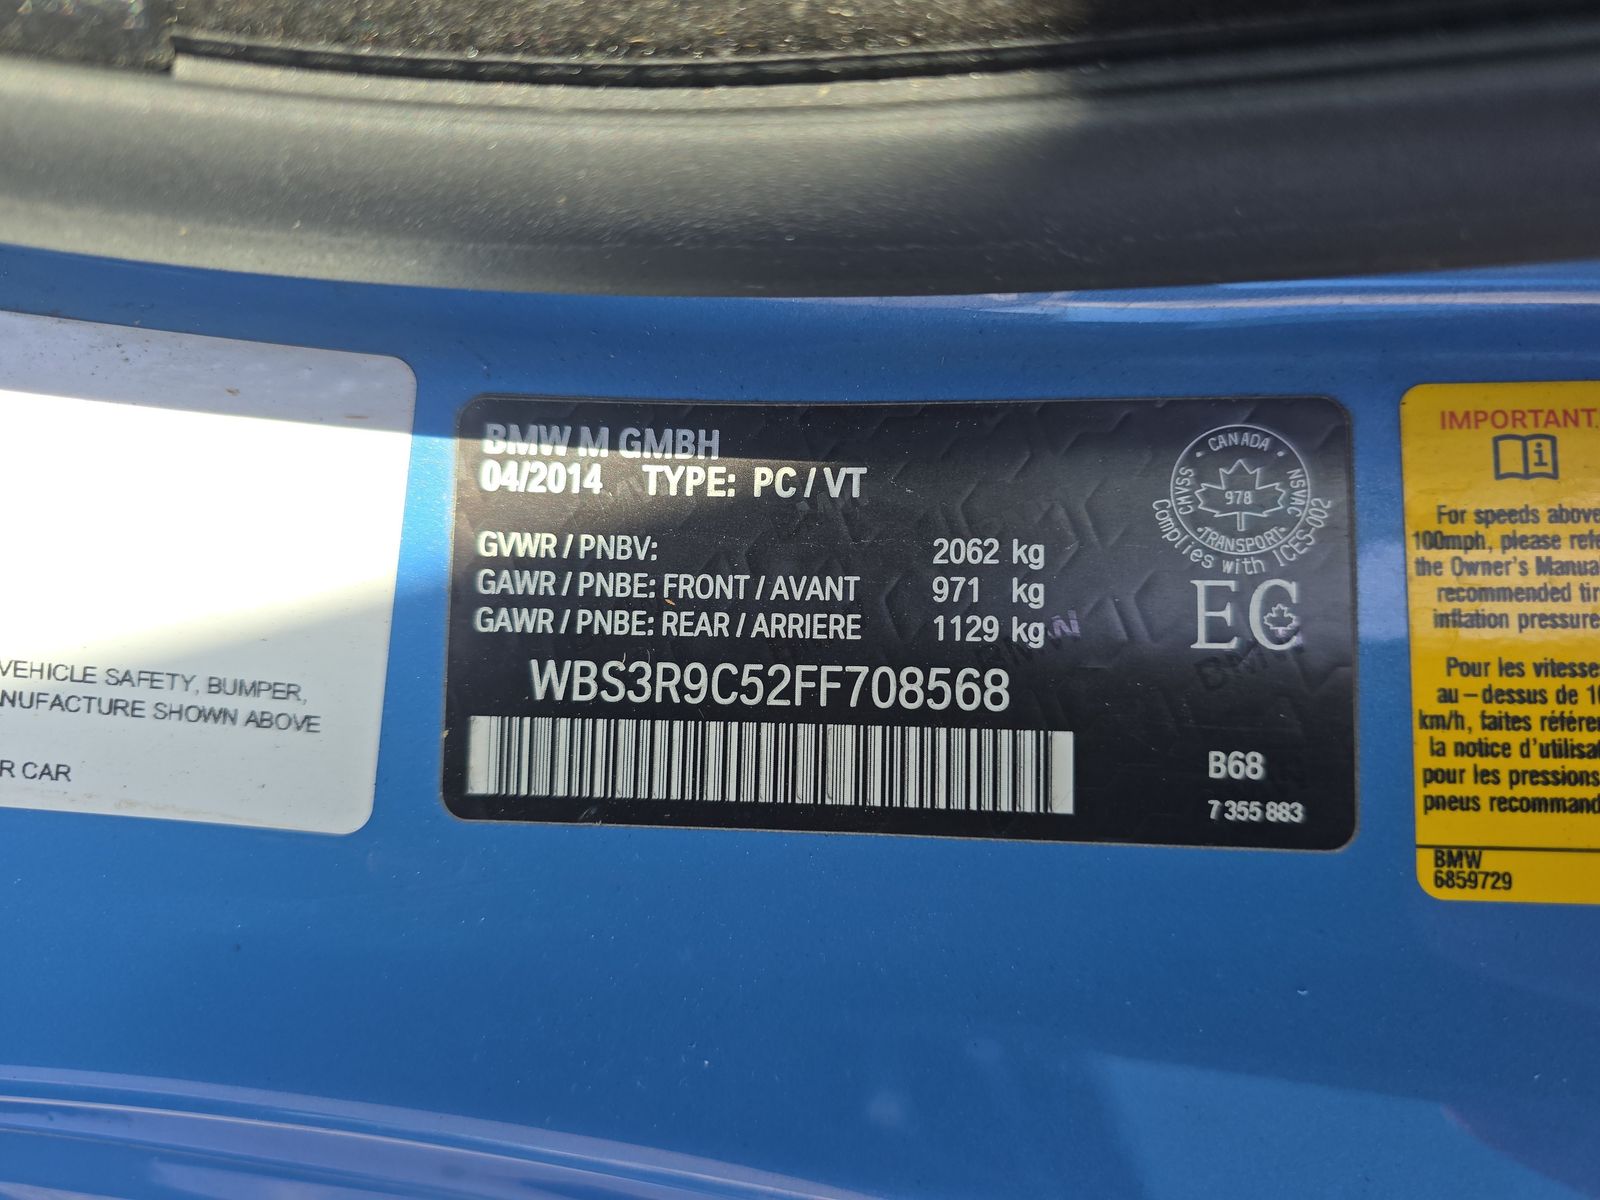 VEHICLE SAFETY, BUMPER,
NUFACTURE SHOWN ABOVE
R CAR
BMW M GMBH
04/2014 TYPE: PC / VT
GVWR / PNBV: 2062 kg
GAWR / PNBE: FRONT / AVANT 971 kg
GAWR / PNBE: REAR / ARRIERE 1129 kg
WBS3R9C52FF708568
CANADA
CMVSS 978 NSVAC
TRANSPORT
Complies with ICES-002
EC
B68
7 355 883
IMPORTANT
For speeds above
100mph, please refe
the Owner's Manua
recommended tir
inflation pressure
Pour les vitesse
au – dessus de 1
km/h, faites référe
la notice d'utilisa
pour les pressions
pneus recommand
BMW
6859729